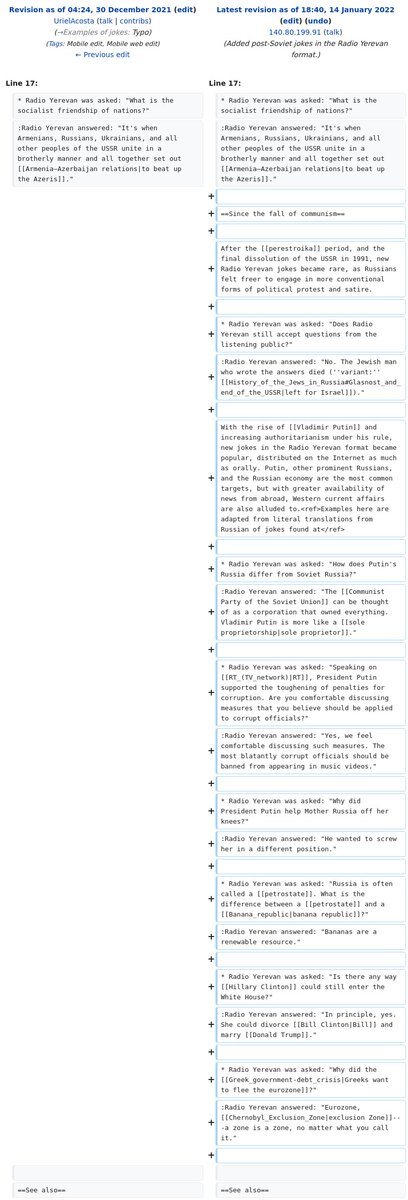 Revision as of 04:24, 30 December 2021 (edit)
UrielAcosta (talk | contribs)
(→Examples of jokes: Typo)
(Tags: Mobile edit, Mobile web edit)
← Previous edit
Latest revision as of 18:40, 14 January 2022
(edit) (undo)
140.80.199.91 (talk)
(Added post-Soviet jokes in the Radio Yerevan
format.)
Line 17:
Line 17:
* Radio Yerevan was asked: "What is the
socialist friendship of nations?"
* Radio Yerevan was asked: "What is the
socialist friendship of nations?"
:Radio Yerevan answered: "It's when
Armenians, Russians, Ukrainians, and all
other peoples of the USSR unite in a
brotherly manner and all together set out
[[Armenia–Azerbaijan relations|to beat up
the Azeris]]."
:Radio Yerevan answered: "It's when
Armenians, Russians, Ukrainians, and all
other peoples of the USSR unite in a
brotherly manner and all together set out
[[Armenia–Azerbaijan relations|to beat up
the Azeris]]."
+
+ ==Since the fall of communism==
+
+ After the [[perestroika]] period, and the
final dissolution of the USSR in 1991, new
Radio Yerevan jokes became rare, as Russians
felt freer to engage in more conventional
forms of political protest and satire.
+
+ * Radio Yerevan was asked: "Does Radio
Yerevan still accept questions from the
listening public?"
+ :Radio Yerevan answered: "No. The Jewish man
who wrote the answers died (''variant:''
[[History_of_the_Jews_in_Russia#Glasnost_and_
end_of_the_USSR|left for Israel]])."
+
+ With the rise of [[Vladimir Putin]] and
increasing authoritarianism under his rule,
new jokes in the Radio Yerevan format became
popular, distributed on the Internet as much
as orally. Putin, other prominent Russians,
and the Russian economy are the most common
targets, but with greater availability of
news from abroad, Western current affairs
are also alluded to.<ref>Examples here are
adapted from literal translations from
Russian of jokes found at</ref>
+
+ * Radio Yerevan was asked: "How does Putin's
Russia differ from Soviet Russia?"
+ :Radio Yerevan answered: "The [[Communist
Party of the Soviet Union]] can be thought
of as a corporation that owned everything.
Vladimir Putin is more like a [[sole
proprietorship|sole proprietor]]."
+
+ * Radio Yerevan was asked: "Speaking on
[[RT_(TV_network)|RT]], President Putin
supported the toughening of penalties for
corruption. Are you comfortable discussing
measures that you believe should be applied
to corrupt officials?"
+ :Radio Yerevan answered: "Yes, we feel
comfortable discussing such measures. The
most blatantly corrupt officials should be
banned from appearing in music videos."
+
+ * Radio Yerevan was asked: "Why did
President Putin help Mother Russia off her
knees?"
+ :Radio Yerevan answered: "He wanted to screw
her in a different position."
+
+ * Radio Yerevan was asked: "Russia is often
called a [[petrostate]]. What is the
difference between a [[petrostate]] and a
[[Banana_republic|banana republic]]?"
+ :Radio Yerevan answered: "Bananas are a
renewable resource."
+
+ * Radio Yerevan was asked: "Is there any way
[[Hillary Clinton]] could still enter the
White House?"
+ :Radio Yerevan answered: "In principle, yes.
She could divorce [[Bill Clinton|Bill]] and
marry [[Donald Trump]]."
+
+ * Radio Yerevan was asked: "Why did the
[[Greek_government-debt_crisis|Greeks want
to flee the eurozone]]?"
+ :Radio Yerevan answered: "Eurozone,
[[Chernobyl_Exclusion_Zone|exclusion Zone]]--
-a zone is a zone, no matter what you call
it."
+
==See also==
==See also==